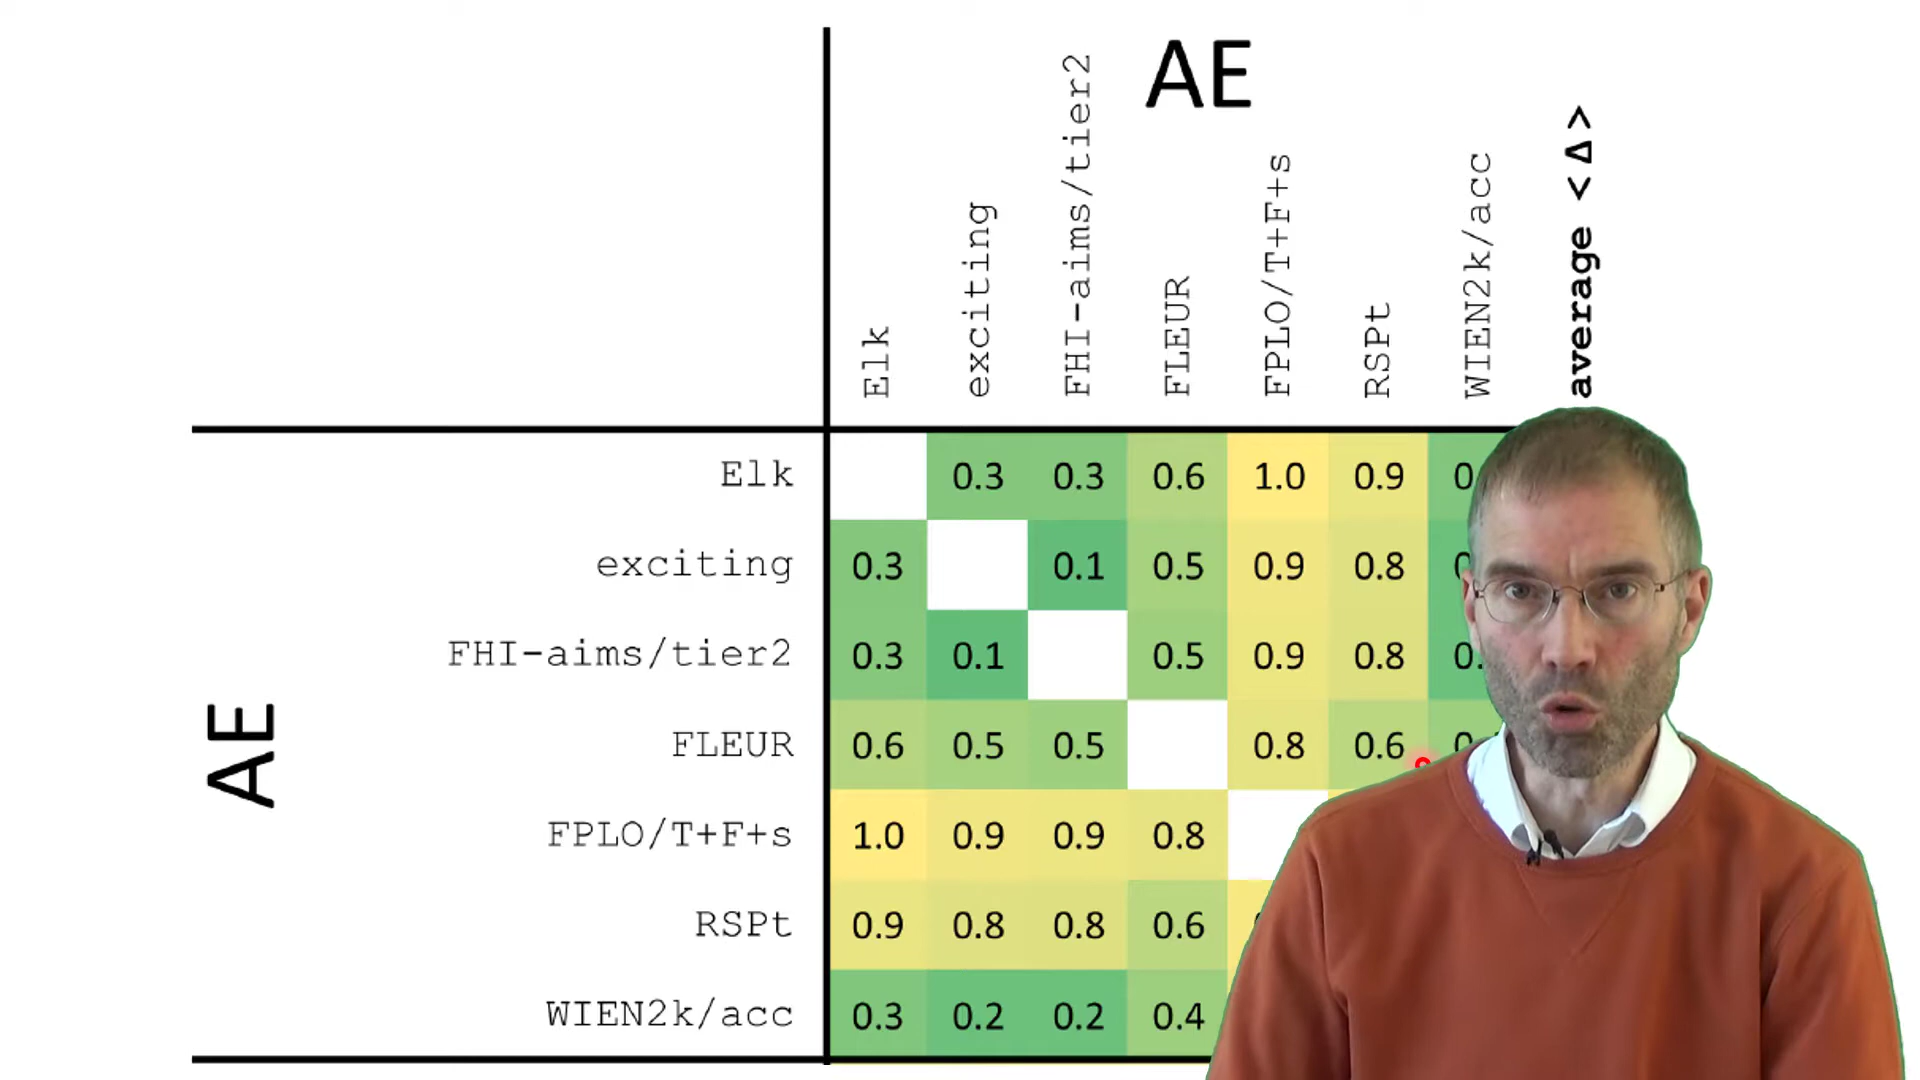 AE
Elk
exciting
FHI-aims/tier2
FLEUR
FPLO/T+F+s
RSPt
WIEN2k/acc
average <Δ>
AE
Elk 0.3 0.3 0.6 1.0 0.9
exciting 0.3 0.1 0.5 0.9 0.8
FHI-aims/tier2 0.3 0.1 0.5 0.9 0.8
FLEUR 0.6 0.5 0.5 0.8 0.6
FPLO/T+F+s 1.0 0.9 0.9 0.8
RSPt 0.9 0.8 0.8 0.6
WIEN2k/acc 0.3 0.2 0.2 0.4